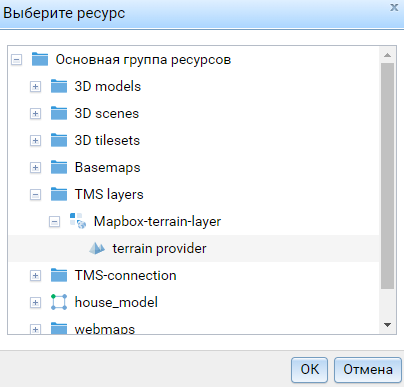 Выберите ресурс
Основная группа ресурсов
3D models
3D scenes
3D tilesets
Basemaps
TMS layers
Mapbox-terrain-layer
terrain provider
TMS-connection
house_model
webmaps
ОК
Отмена